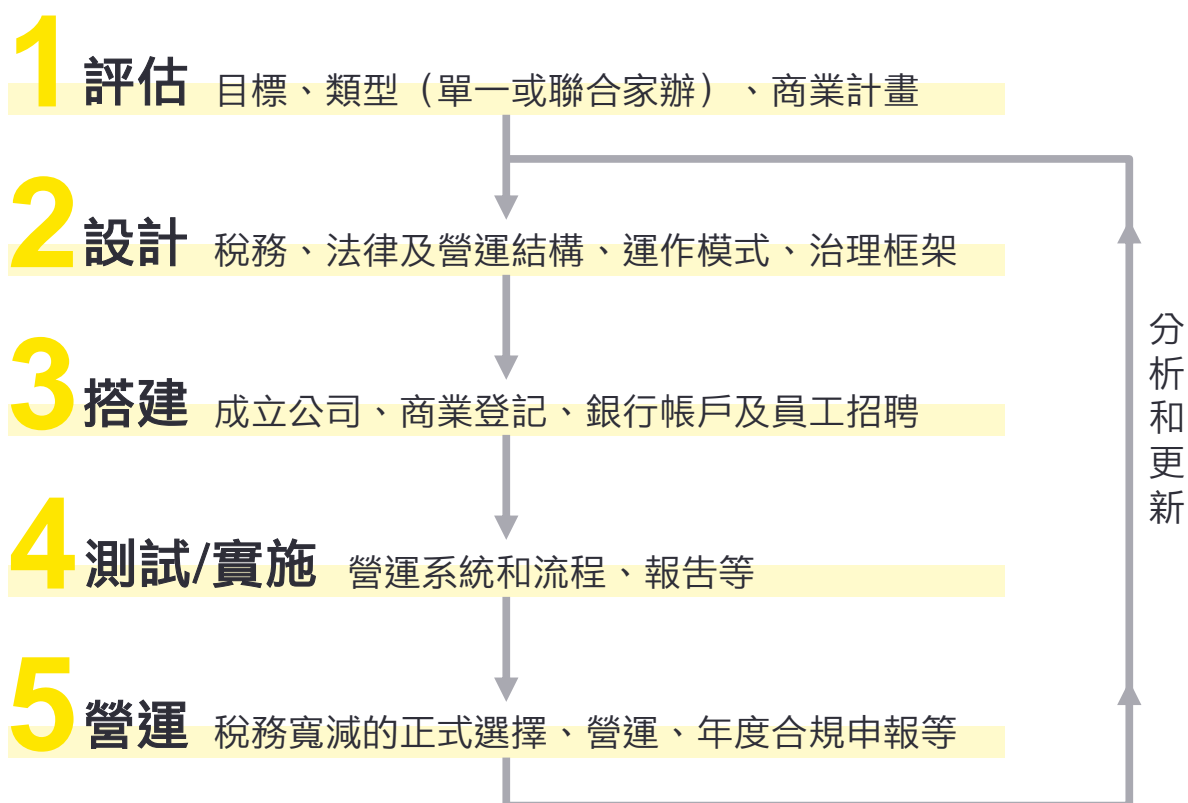 1 評估 目標、類型（單一或聯合家辦）、商業計畫
2 設計 稅務、法律及營運結構、運作模式、治理框架
3 搭建 成立公司、商業登記、銀行帳戶及員工招聘
4 測試/實施 營運系統和流程、報告等
5 營運 稅務寬減的正式選擇、營運、年度合規申報等
分析和更新